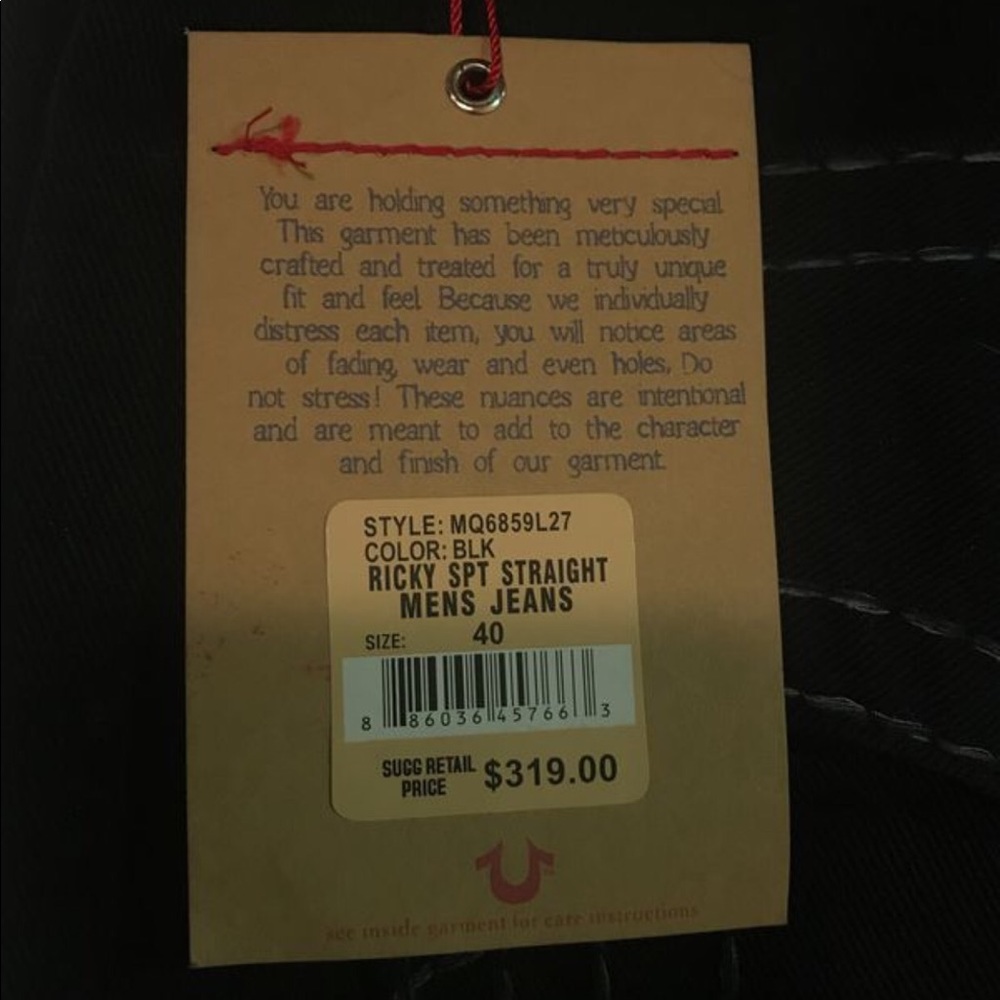 You are holding something very special
This garment has been meticulously
crafted and treated for a truly unique
fit and feel. Because we individually
distress each item, you will notice areas
of fading, wear and even holes. Do
not stress! These nuances are intentional
and are meant to add to the character
and finish of our garment.
STYLE: MQ6859L27
COLOR: BLK
RICKY SPT STRAIGHT
MENS JEANS
SIZE: 40
8 86036 45766 3
SUGG RETAIL
PRICE $319.00
see inside garment for care instructions